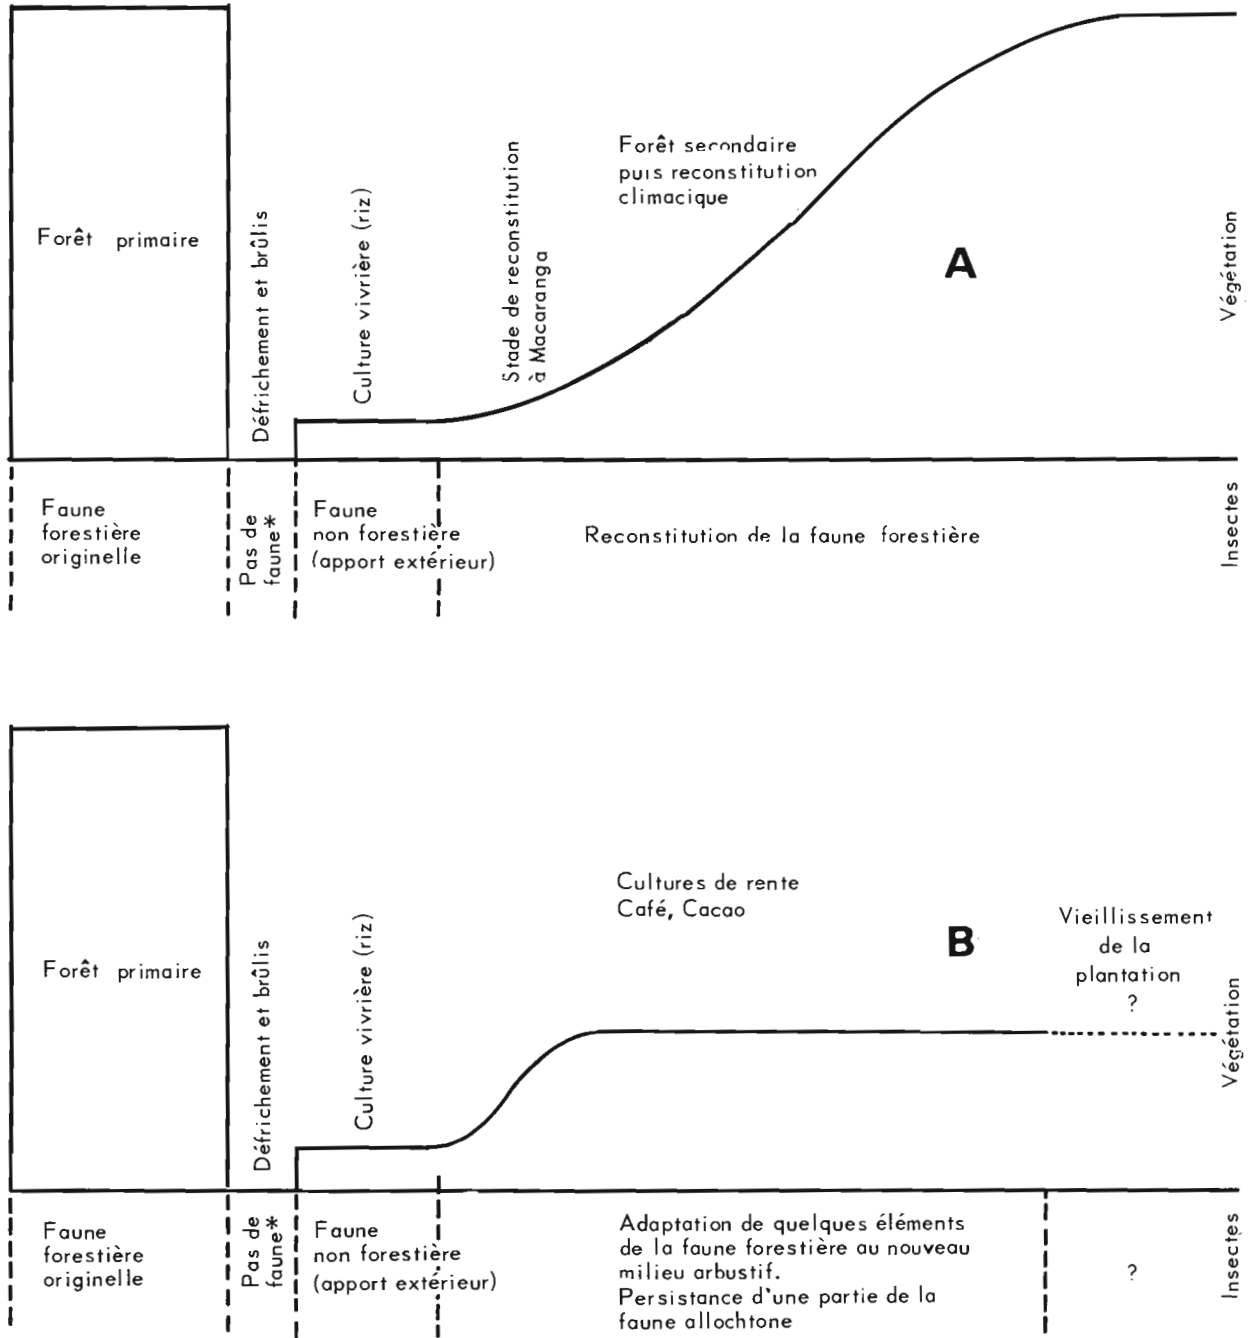 Forêt primaire
Défrichement et brûlis
Culture vivrière (riz)
Stade de reconstitution
à Macaranga
Forêt secondaire
puis reconstitution
climacique
A
Végétation
Faune
forestière
originelle
Pas de
faune*
Faune
non forestière
(apport extérieur)
Reconstitution de la faune forestière
Insectes
Forêt primaire
Défrichement et brûlis
Culture vivrière (riz)
Cultures de rente
Café, Cacao
B
Vieillissement
de la
plantation
?
Végétation
Faune
forestière
originelle
Pas de
faune*
Faune
non forestière
(apport extérieur)
Adaptation de quelques éléments
de la faune forestière au nouveau
milieu arbustif.
Persistance d'une partie de la
faune allochtone
?
Insectes